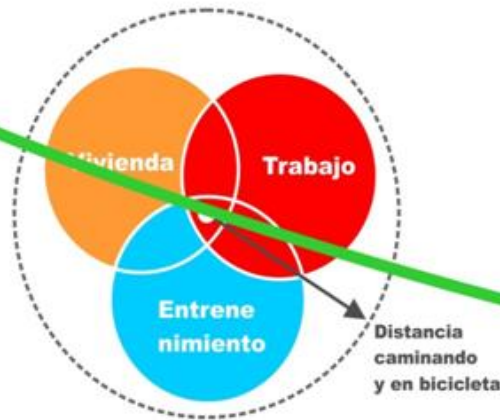 Vivienda
Trabajo
Entrene
nimiento
Distancia
caminando
y en bicicleta